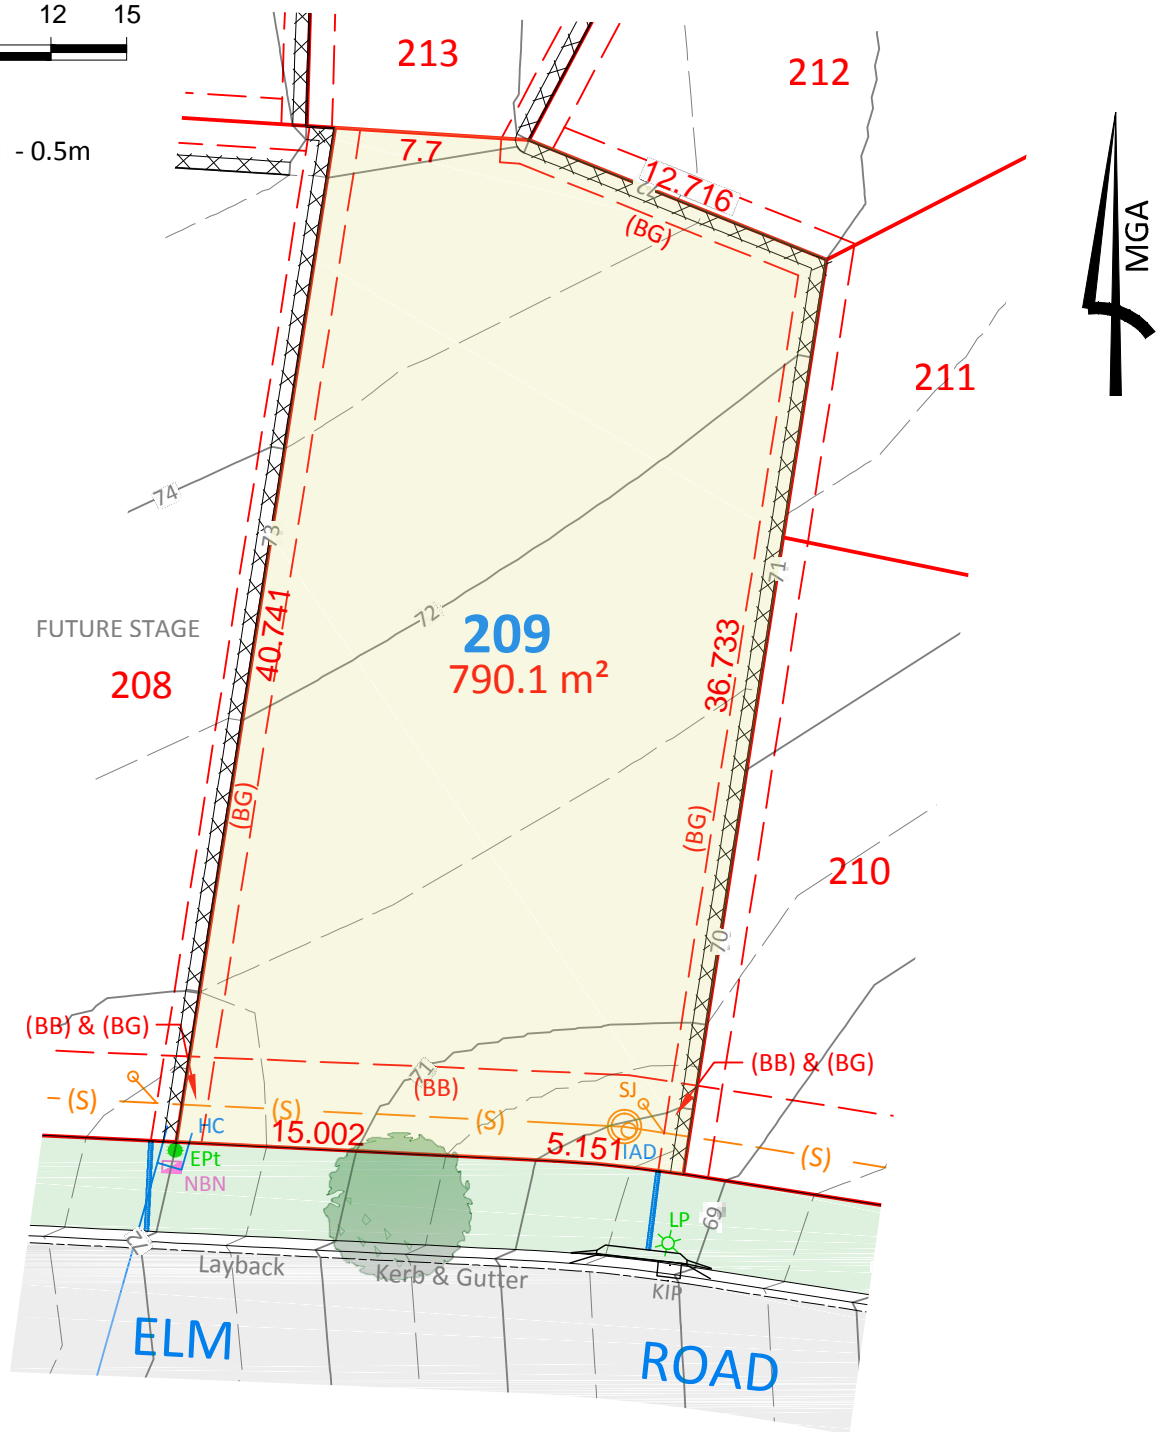 12 15
213
212
- 0.5m
7.7
12.716
72
(BG)
MGA
211
74
73
71
72
209
790.1 m²
40.741
36.733
FUTURE STAGE
208
(BG)
(BG)
210
70
(BB) & (BG)
71
(BB)
(BB) & (BG)
(S)
(S)
(S)
SJ
HC
15.002
5.151
IAD
(S)
EPt
NBN
LP
69
Layback
Kerb & Gutter
KIP
ELM
ROAD